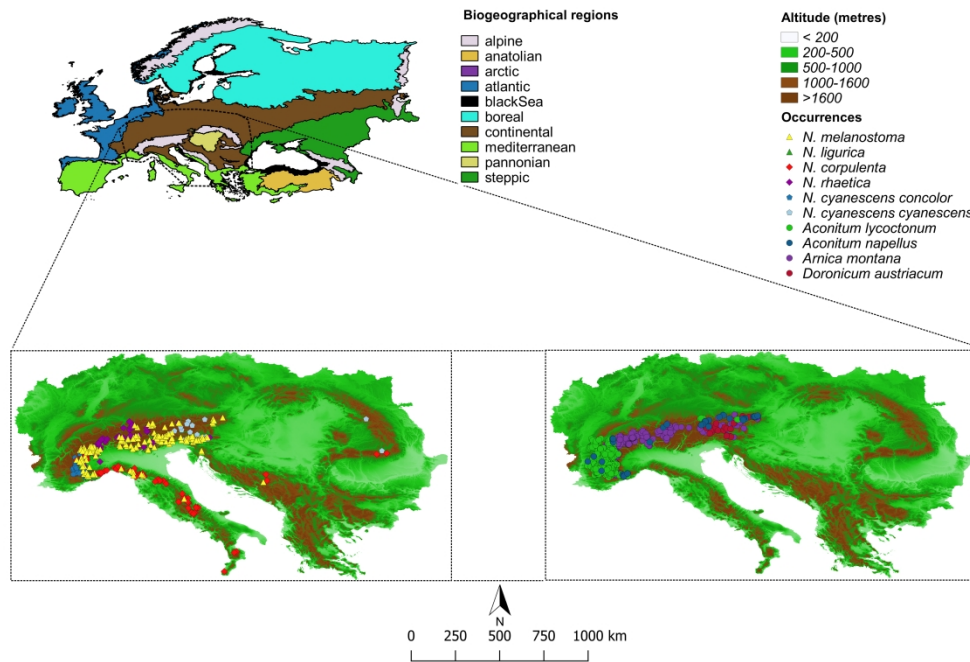 Biogeographical regions
alpine
anatolian
arctic
atlantic
blackSea
boreal
continental
mediterranean
pannonian
steppic
Altitude (metres)
< 200
200-500
500-1000
1000-1600
>1600
Occurrences
N. melanostoma
N. ligurica
N. corpulenta
N. rhaetica
N. cyanescens concolor
N. cyanescens cyanescens
Aconitum lycoctonum
Aconitum napellus
Arnica montana
Doronicum austriacum
N
0 250 500 750 1000 km